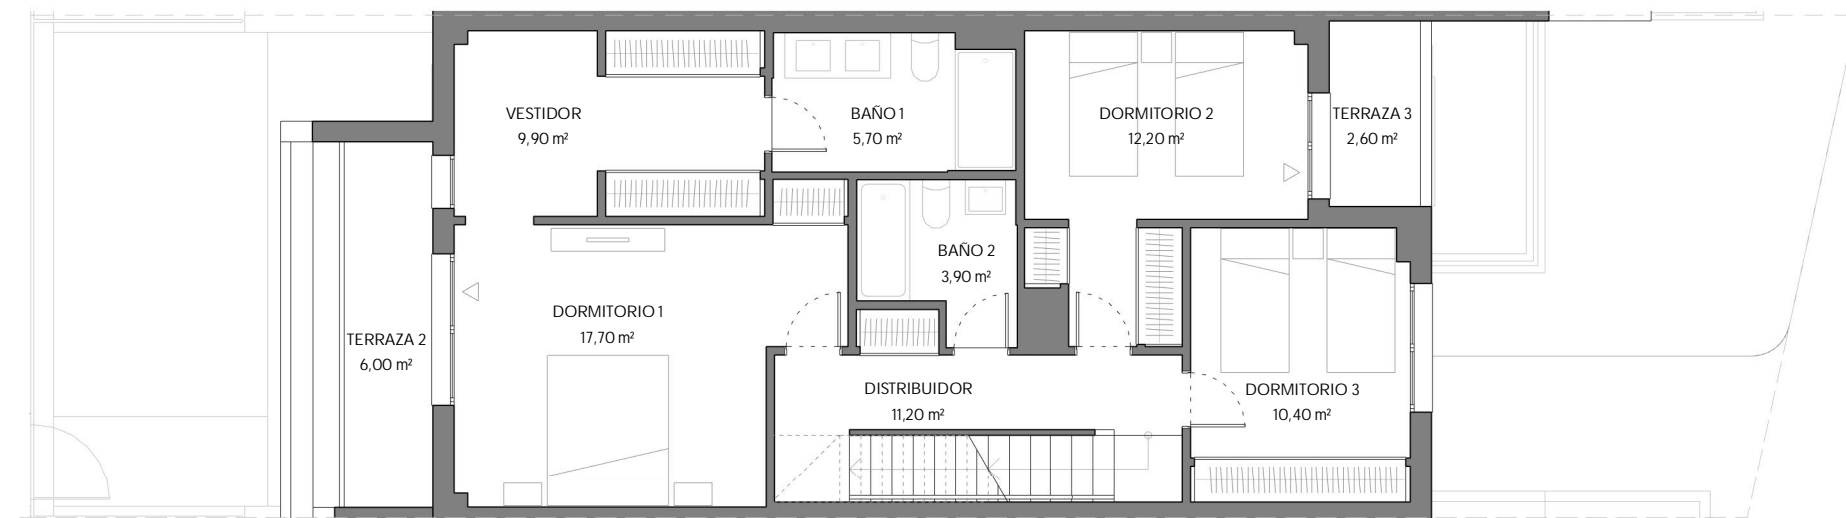 VESTIDOR
9,90 m²
BAÑO 1
5,70 m²
DORMITORIO 2
12,20 m²
TERRAZA 3
2,60 m²
BAÑO 2
3,90 m²
DORMITORIO 1
17,70 m²
TERRAZA 2
6,00 m²
DISTRIBUIDOR
11,20 m²
DORMITORIO 3
10,40 m²